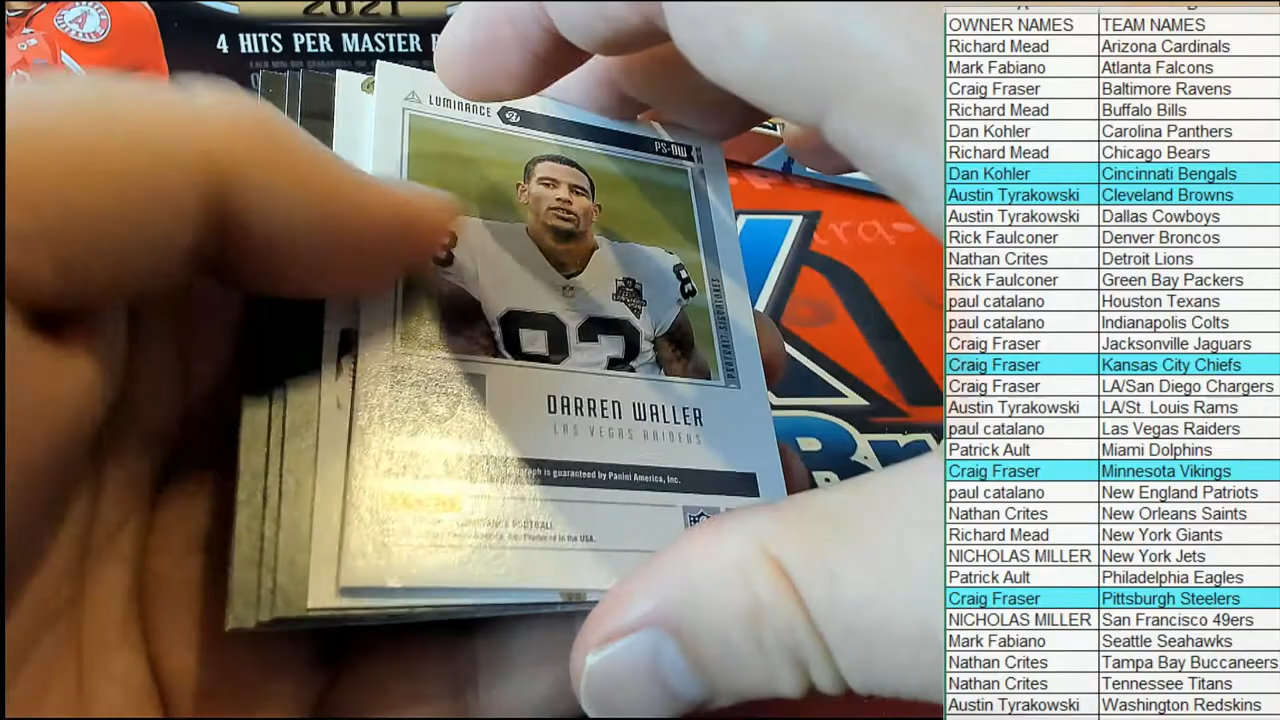 2021
4 HITS PER MASTER
LUMINANCE
PS-DW
83
PORTRAIT SIGNATURES
DARREN WALLER
LAS VEGAS RAIDERS
is guaranteed by Panini America, Inc.
OWNER NAMES TEAM NAMES
Richard Mead Arizona Cardinals
Mark Fabiano Atlanta Falcons
Craig Fraser Baltimore Ravens
Richard Mead Buffalo Bills
Dan Kohler Carolina Panthers
Richard Mead Chicago Bears
Dan Kohler Cincinnati Bengals
Austin Tyrakowski Cleveland Browns
Austin Tyrakowski Dallas Cowboys
Rick Faulconer Denver Broncos
Nathan Crites Detroit Lions
Rick Faulconer Green Bay Packers
paul catalano Houston Texans
paul catalano Indianapolis Colts
Craig Fraser Jacksonville Jaguars
Craig Fraser Kansas City Chiefs
Craig Fraser LA/San Diego Chargers
Austin Tyrakowski LA/St. Louis Rams
paul catalano Las Vegas Raiders
Patrick Ault Miami Dolphins
Craig Fraser Minnesota Vikings
paul catalano New England Patriots
Nathan Crites New Orleans Saints
Richard Mead New York Giants
NICHOLAS MILLER New York Jets
Patrick Ault Philadelphia Eagles
Craig Fraser Pittsburgh Steelers
NICHOLAS MILLER San Francisco 49ers
Mark Fabiano Seattle Seahawks
Nathan Crites Tampa Bay Buccaneers
Nathan Crites Tennessee Titans
Austin Tyrakowski Washington Redskins